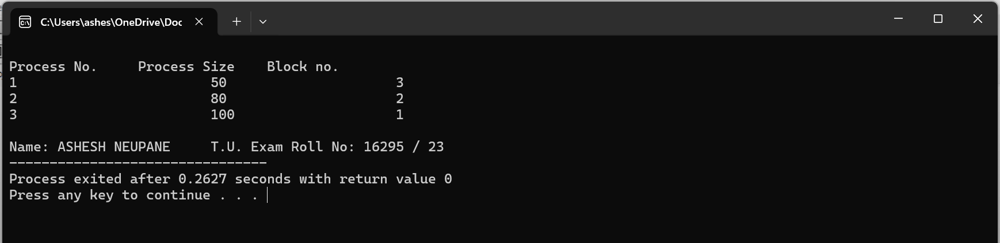 C:\Users\ashes\OneDrive\Doc
Process No.     Process Size    Block no.
1                        50                     3
2                        80                     2
3                        100                    1
Name: ASHESH NEUPANE     T.U. Exam Roll No: 16295 / 23
--------------------------------
Process exited after 0.2627 seconds with return value 0
Press any key to continue . . .